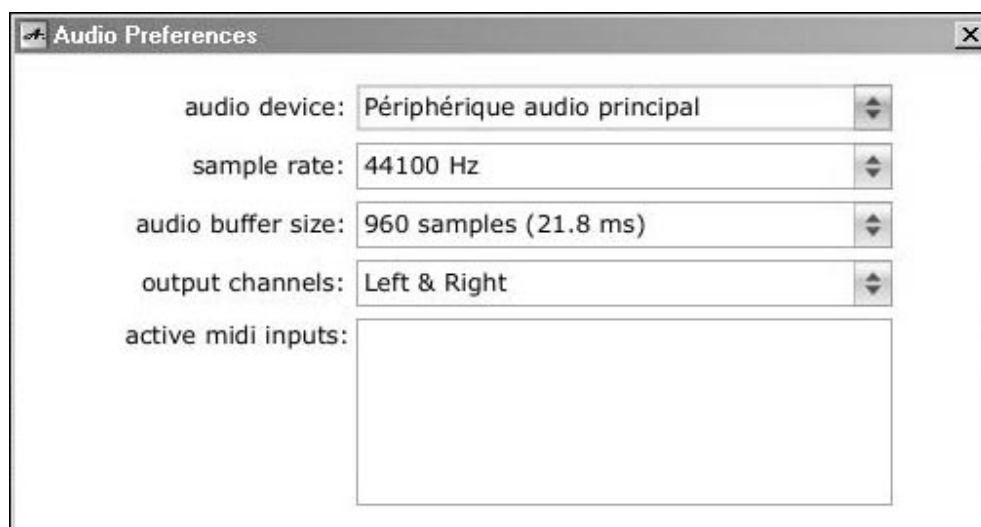 Audio Preferences
audio device: Périphérique audio principal
sample rate: 44100 Hz
audio buffer size: 960 samples (21.8 ms)
output channels: Left & Right
active midi inputs: